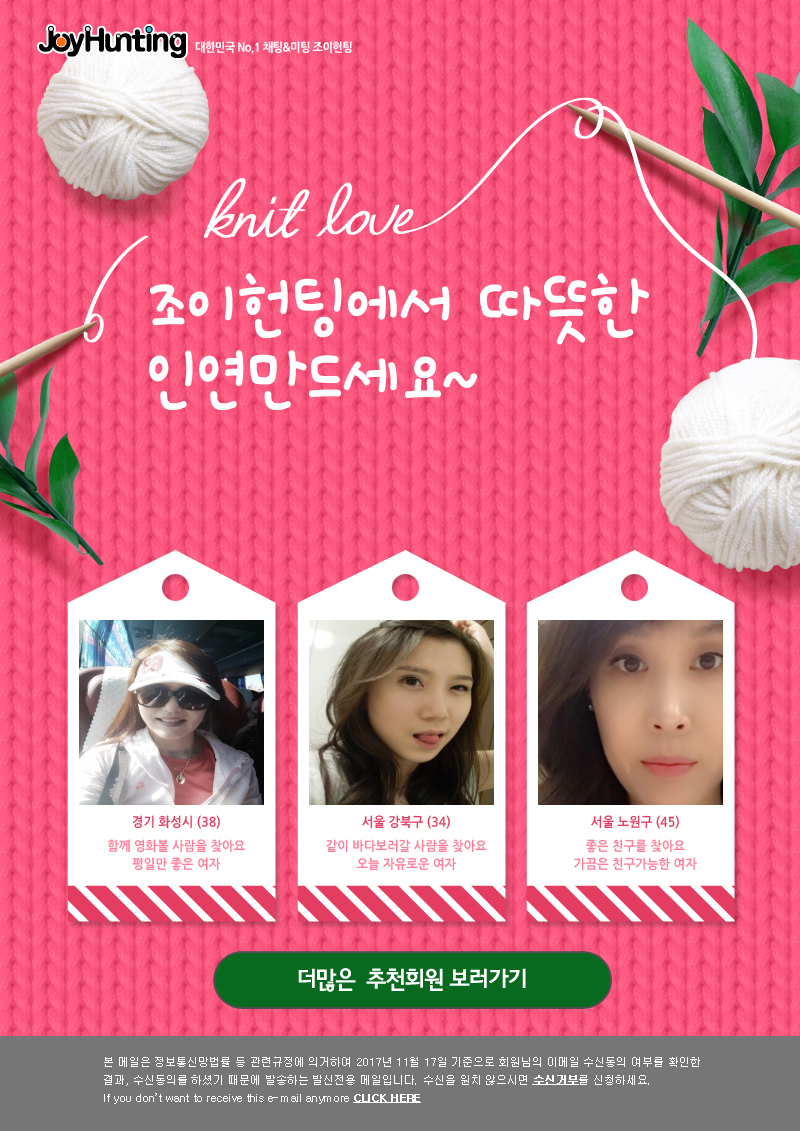 JoyHunting 대한민국 No,1 채팅&미팅 조이헌팅
knit love
조이헌팅에서 따뜻한
인연만드세요~
경기 화성시 (38)
함께 영화볼 사람을 찾아요
평일만 좋은 여자
서울 강북구 (34)
같이 바다보러갈 사람을 찾아요
오늘 자유로운 여자
서울 노원구 (45)
좋은 친구를 찾아요
가끔은 친구가능한 여자
더많은 추천회원 보러가기
본 메일은 정보통신망법률 등 관련규정에 의거하여 2017년 11월 17일 기준으로 회원님의 이메일 수신동의 여부를 확인한
결과, 수신동의를 하셨기 때문에 발송하는 발신전용 메일입니다. 수신을 원치 않으시면 수신거부를 신청하세요.
If you don't want to receive this e-mail anymore CLICK HERE